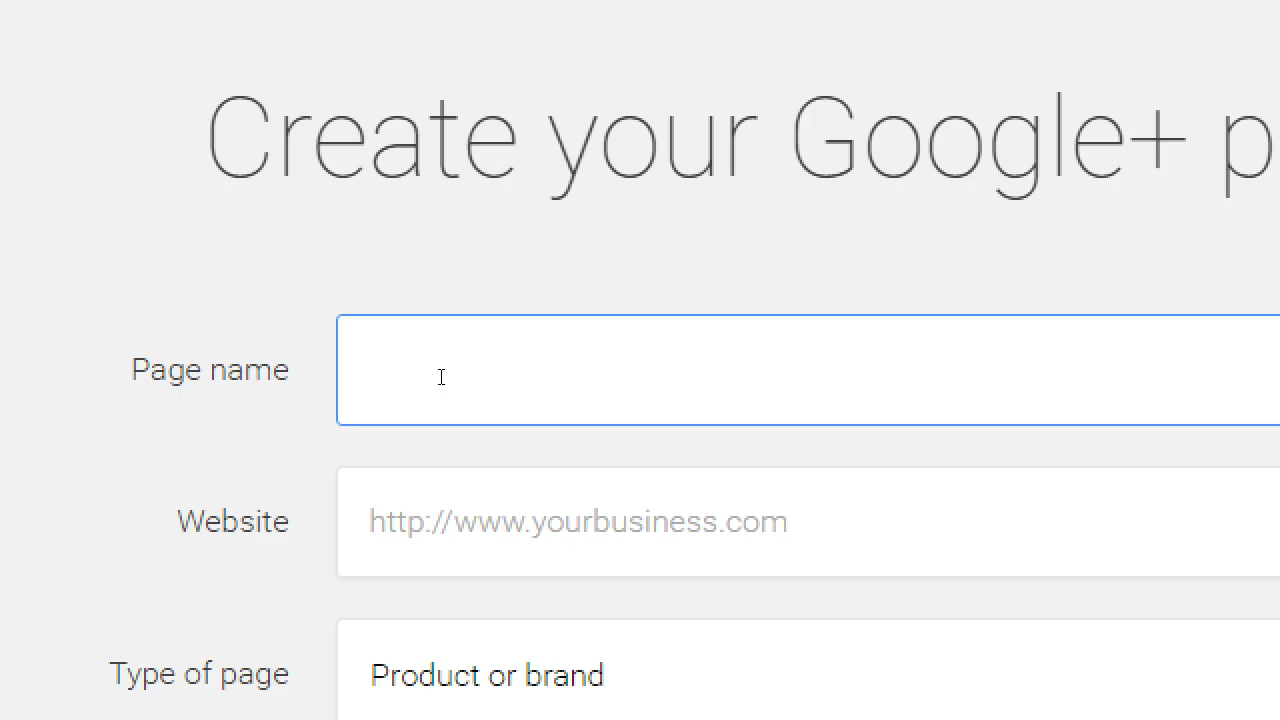 Create your Google+ p
Page name
Website
http://www.yourbusiness.com
Type of page
Product or brand